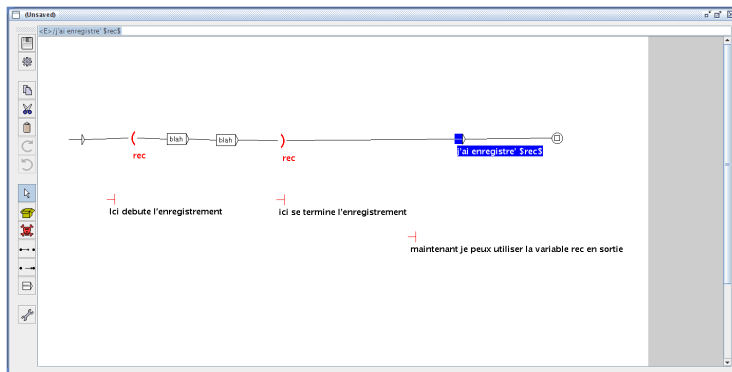 (Unsaved)
<E>/j'ai enregistre' $rec$
blah
blah
rec
rec
j'ai enregistre' $rec$
Ici debute l'enregistrement
ici se termine l'enregistrement
maintenant je peux utiliser la variable rec en sortie